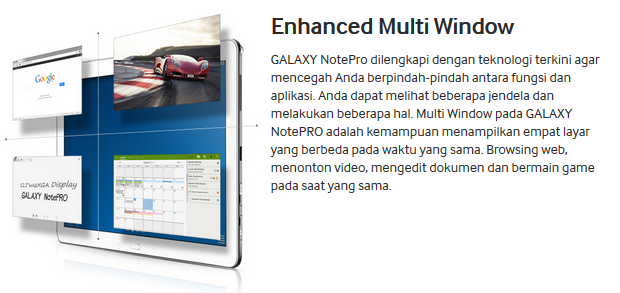 Enhanced Multi Window
GALAXY NotePro dilengkapi dengan teknologi terkini agar
mencegah Anda berpindah-pindah antara fungsi dan
aplikasi. Anda dapat melihat beberapa jendela dan
melakukan beberapa hal. Multi Window pada GALAXY
NotePRO adalah kemampuan menampilkan empat layar
yang berbeda pada waktu yang sama. Browsing web,
menonton video, mengedit dokumen dan bermain game
pada saat yang sama.
Google
Display
GALAXY NotePRO